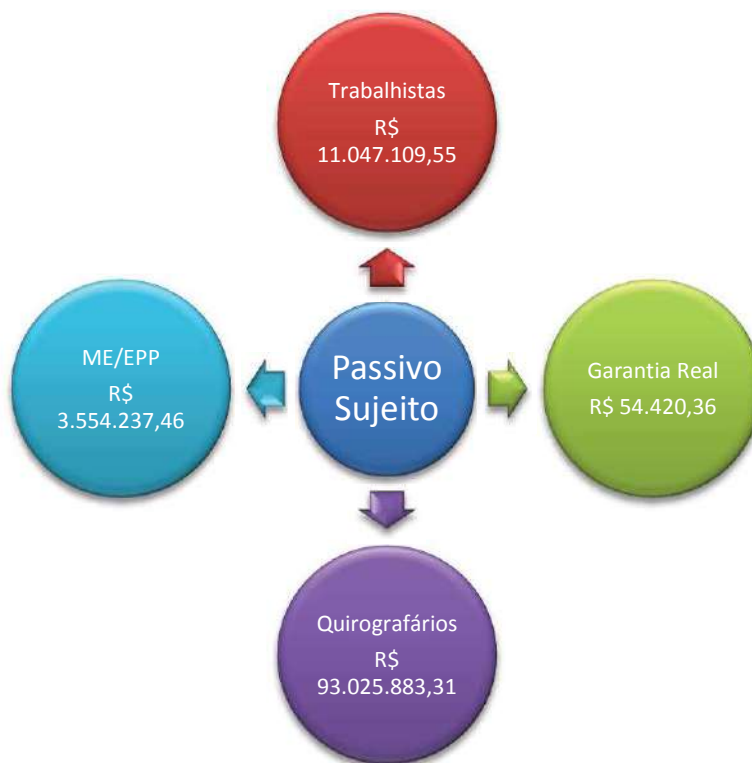 Trabalhistas
R$
11.047.109,55
ME/EPP
R$
3.554.237,46
Passivo
Sujeito
Garantia Real
R$ 54.420,36
Quirografários
R$
93.025.883,31